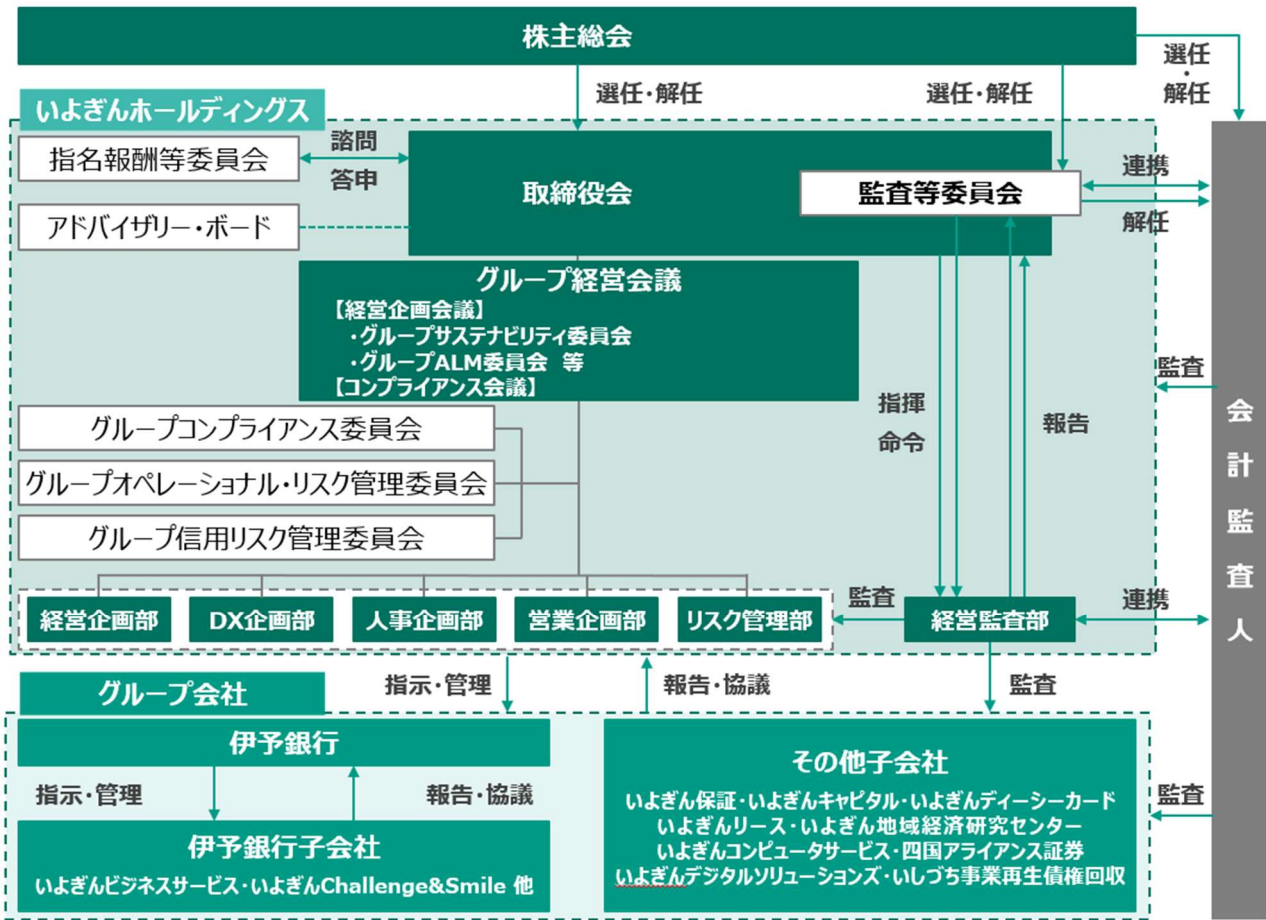 株主総会
選任・解任
選任・解任
選任
・
解任
いよぎんホールディングス
指名報酬等委員会
諮問
答申
取締役会
監査等委員会
連携
解任
アドバイザリー・ボード
グループ経営会議
【経営企画会議】
・グループサステナビリティ委員会
・グループALM委員会 等
【コンプライアンス会議】
指揮
命令
報告
監査
会計監査人
グループコンプライアンス委員会
グループオペレーショナル・リスク管理委員会
グループ信用リスク管理委員会
経営企画部
DX企画部
人事企画部
営業企画部
リスク管理部
監査
経営監査部
連携
グループ会社
指示・管理
報告・協議
監査
伊予銀行
指示・管理
報告・協議
伊予銀行子会社
いよぎんビジネスサービス・いよぎんChallenge&Smile 他
その他子会社
いよぎん保証・いよぎんキャピタル・いよぎんディーシーカード
いよぎんリース・いよぎん地域経済研究センター
いよぎんコンピュータサービス・四国アライアンス証券
いよぎんデジタルソリューションズ・いしづち事業再生債権回収
監査